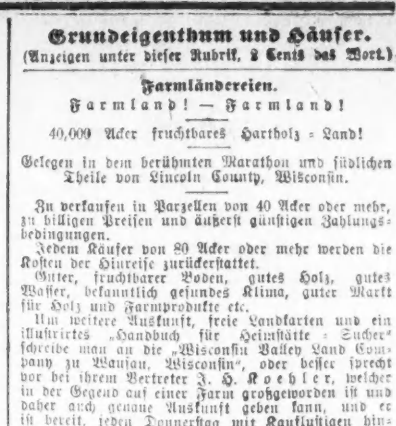 Grundeigenthum und Häuser.
(Anzeigen unter dieser Rubrik, 2 Cents das Wort.)
Farmländereien.
Farmland! — Farmland!
40,000 Acker fruchtbares Hartholz = Land!
Gelegen in dem berühmten Marathon und südlichen
Theile von Lincoln County, Wisconsin.
Zu verkaufen in Parzellen von 40 Acker oder mehr,
zu billigen Preisen und äußerst günstigen Zahlungs-
bedingungen.
Jedem Käufer von 80 Acker oder mehr werden die
Kosten der Hinreise zurückerstattet.
Guter, fruchtbarer Boden, gutes Holz, gutes
Wasser, bekanntlich gesundes Klima, guter Markt
für Holz und Farmprodukte etc.
Um weitere Auskunft, freie Landkarten und ein
illustrirtes „Handbuch für Heimstätte = Sucher"
schreibe man an die „Wisconsin Valley Land Com-
pany zu Wausau, Wisconsin", oder besser sprecht
vor bei ihrem Vertreter J. H. Koehler, welcher
in der Gegend auf einer Farm großgeworden ist und
daher auch genaue Auskunft geben kann, und er
ist bereit, jeden Donnerstag mit Kauflustigen hin-